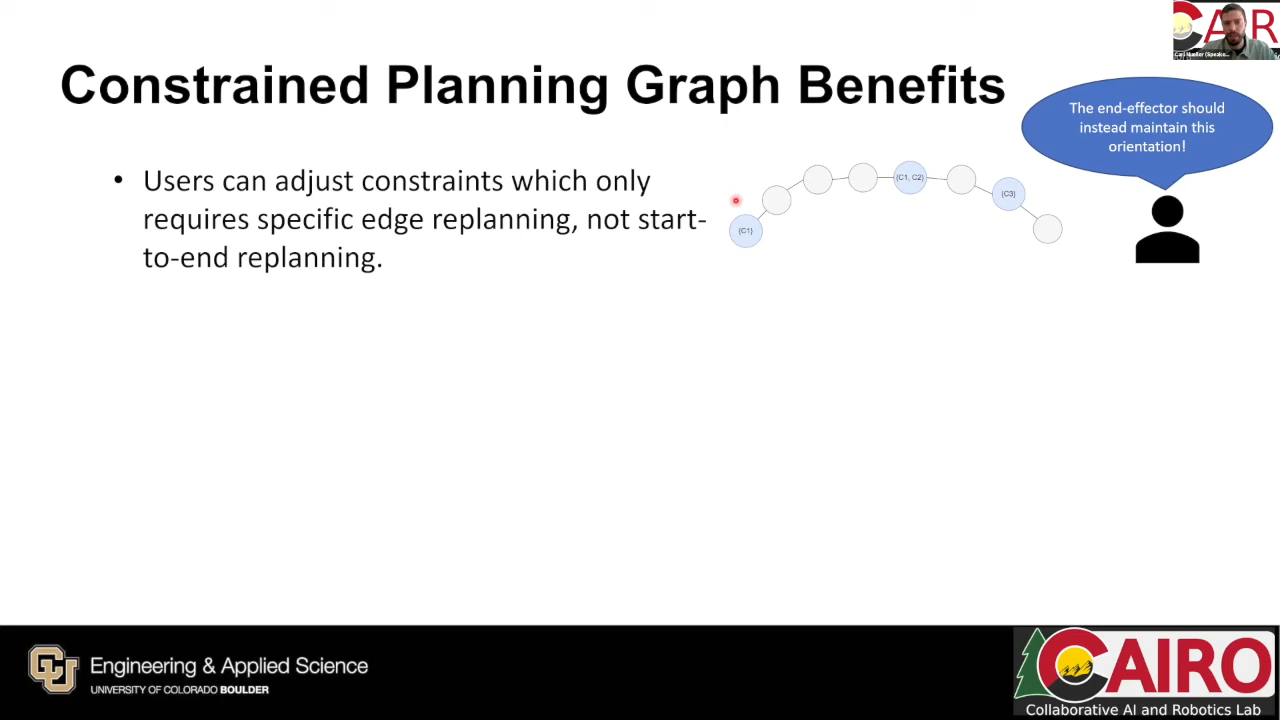 Constrained Planning Graph Benefits
The end-effector should
instead maintain this
orientation!
• Users can adjust constraints which only
requires specific edge replanning, not start-
to-end replanning.
{C1}
{C1, C2}
{C3}
Engineering & Applied Science
UNIVERSITY OF COLORADO BOULDER
CAIRO
Collaborative AI and Robotics Lab